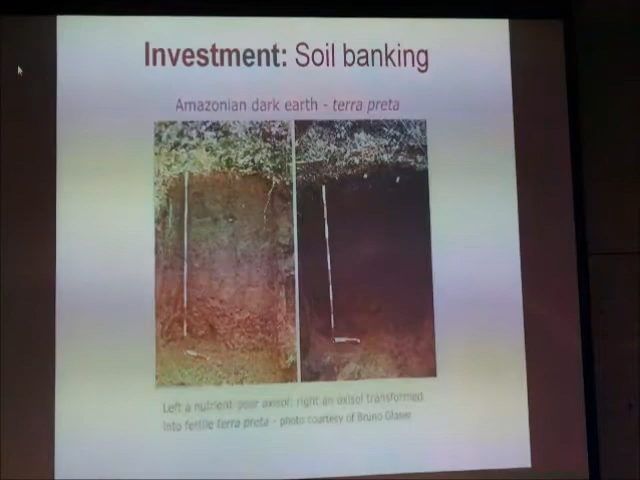 Investment: Soil banking
Amazonian dark earth - terra preta
Left a nutrient poor oxisol; right an oxisol transformed
into fertile terra preta - photo courtesy of Bruno Glaser